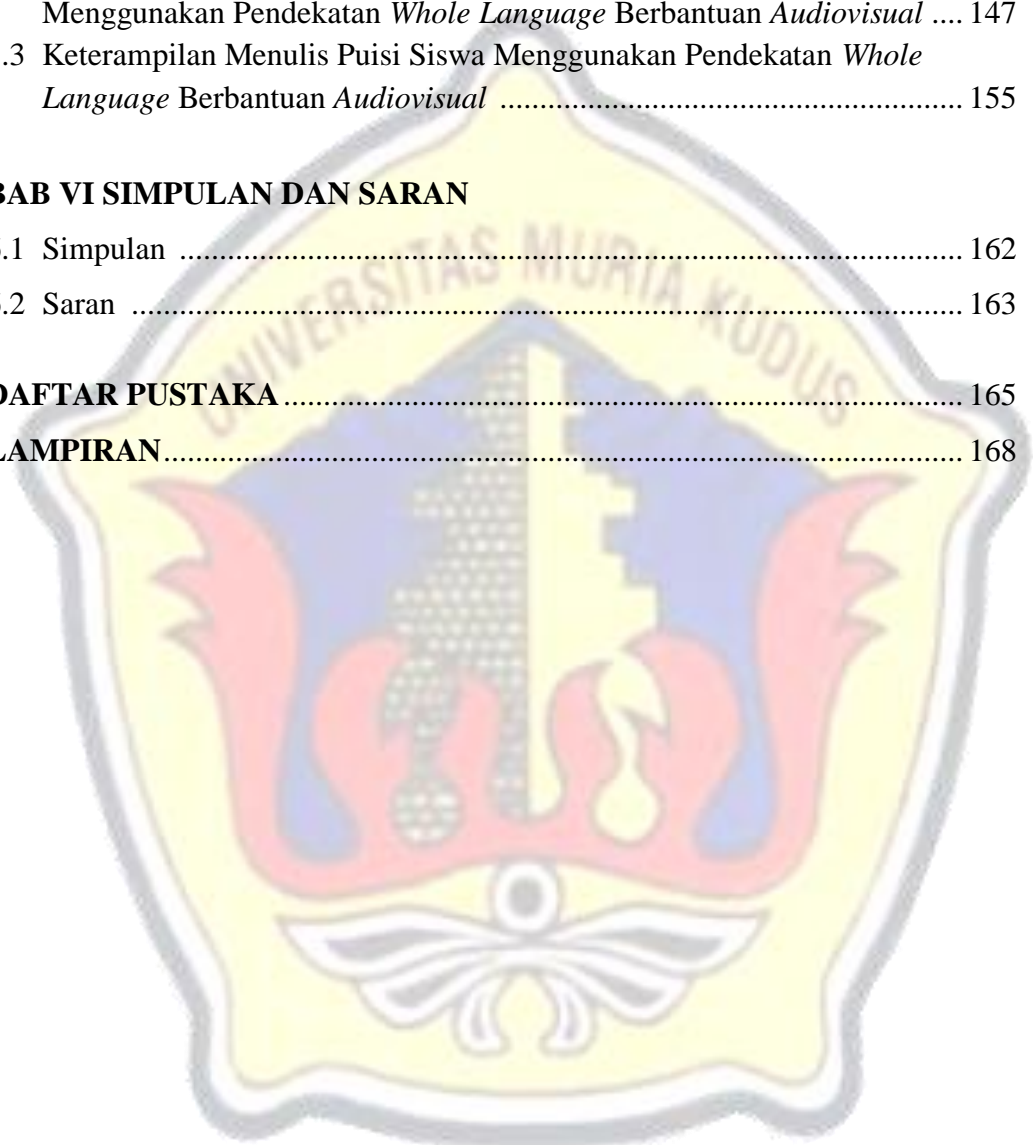 Menggunakan Pendekatan Whole Language Berbantuan Audiovisual .... 147
.3 Keterampilan Menulis Puisi Siswa Menggunakan Pendekatan Whole
Language Berbantuan Audiovisual .......................................................... 155
BAB VI SIMPULAN DAN SARAN
.1 Simpulan .................................................................................................. 162
.2 Saran ........................................................................................................ 163
DAFTAR PUSTAKA ..................................................................................... 165
LAMPIRAN .................................................................................................... 168
UNIVERSITAS MURIA KUDUS